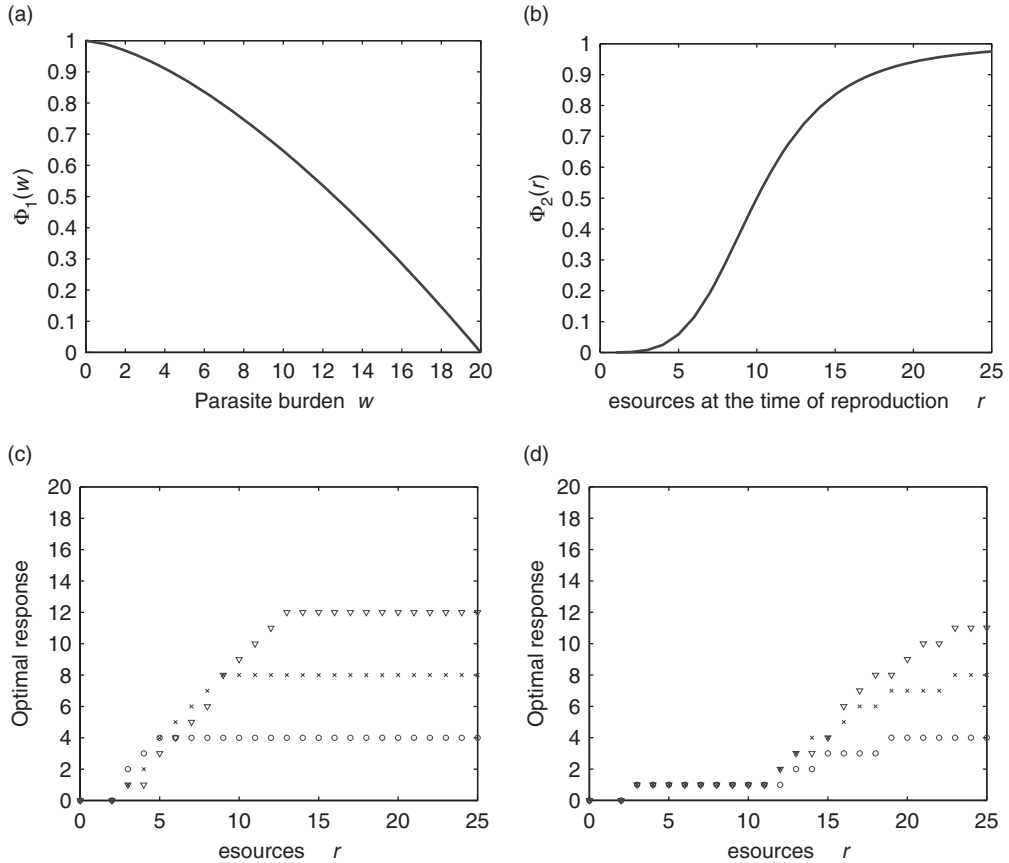 (a)
1
0.9
0.8
0.7
0.6
0.5
0.4
0.3
0.2
0.1
0
Φ1(w)
0 2 4 6 8 10 12 14 16 18 20
Parasite burden w
(b)
1
0.9
0.8
0.7
0.6
0.5
0.4
0.3
0.2
0.1
0
Φ2(r)
0 5 10 15 20 25
esources at the time of reproduction r
(c)
20
18
16
14
12
10
8
6
4
2
0
Optimal response
0 5 10 15 20 25
esources r
(d)
20
18
16
14
12
10
8
6
4
2
0
Optimal response
0 5 10 15 20 25
esources r